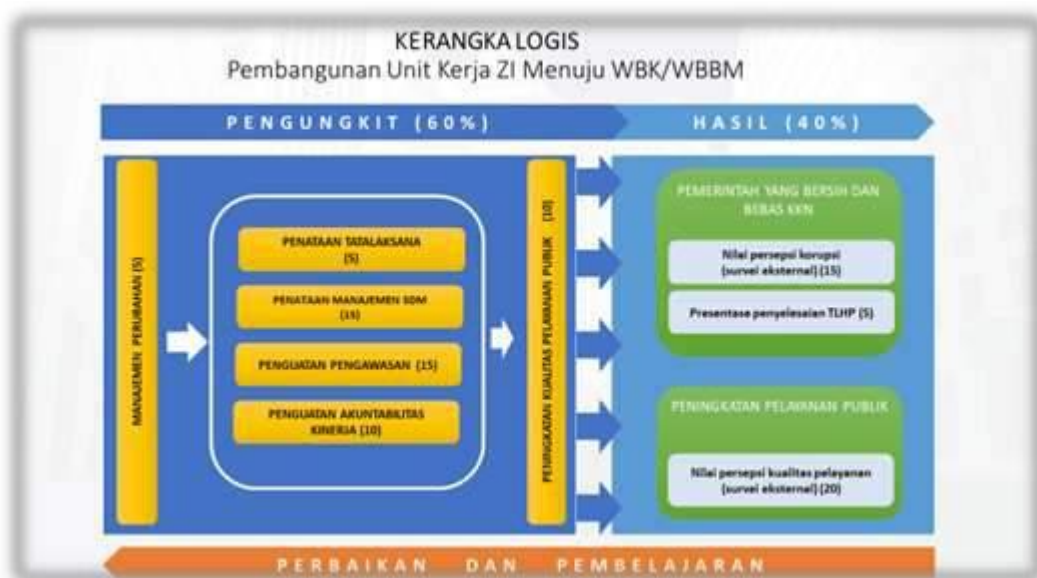 KERANGKA LOGIS
Pembangunan Unit Kerja ZI Menuju WBK/WBBM
PENGUNGKIT (60%)
HASIL (40%)
MANAJEMEN PERUBAHAN (5)
PENATAAN TATALAKSANA
(5)
PENATAAN MANAJEMEN SDM
(15)
PENGUATAN PENGAWASAN (15)
PENGUATAN AKUNTABILITAS
KINERJA (10)
PENINGKATAN KUALITAS PELAYANAN PUBLIK (10)
PEMERINTAH YANG BERSIH DAN
BEBAS KKN
Nilai persepsi korupsi
(survei eksternal) (15)
Presentase penyelesaian TLHP (5)
PENINGKATAN PELAYANAN PUBLIK
Nilai persepsi kualitas pelayanan
(survei eksternal) (20)
PERBAIKAN DAN PEMBELAJARAN